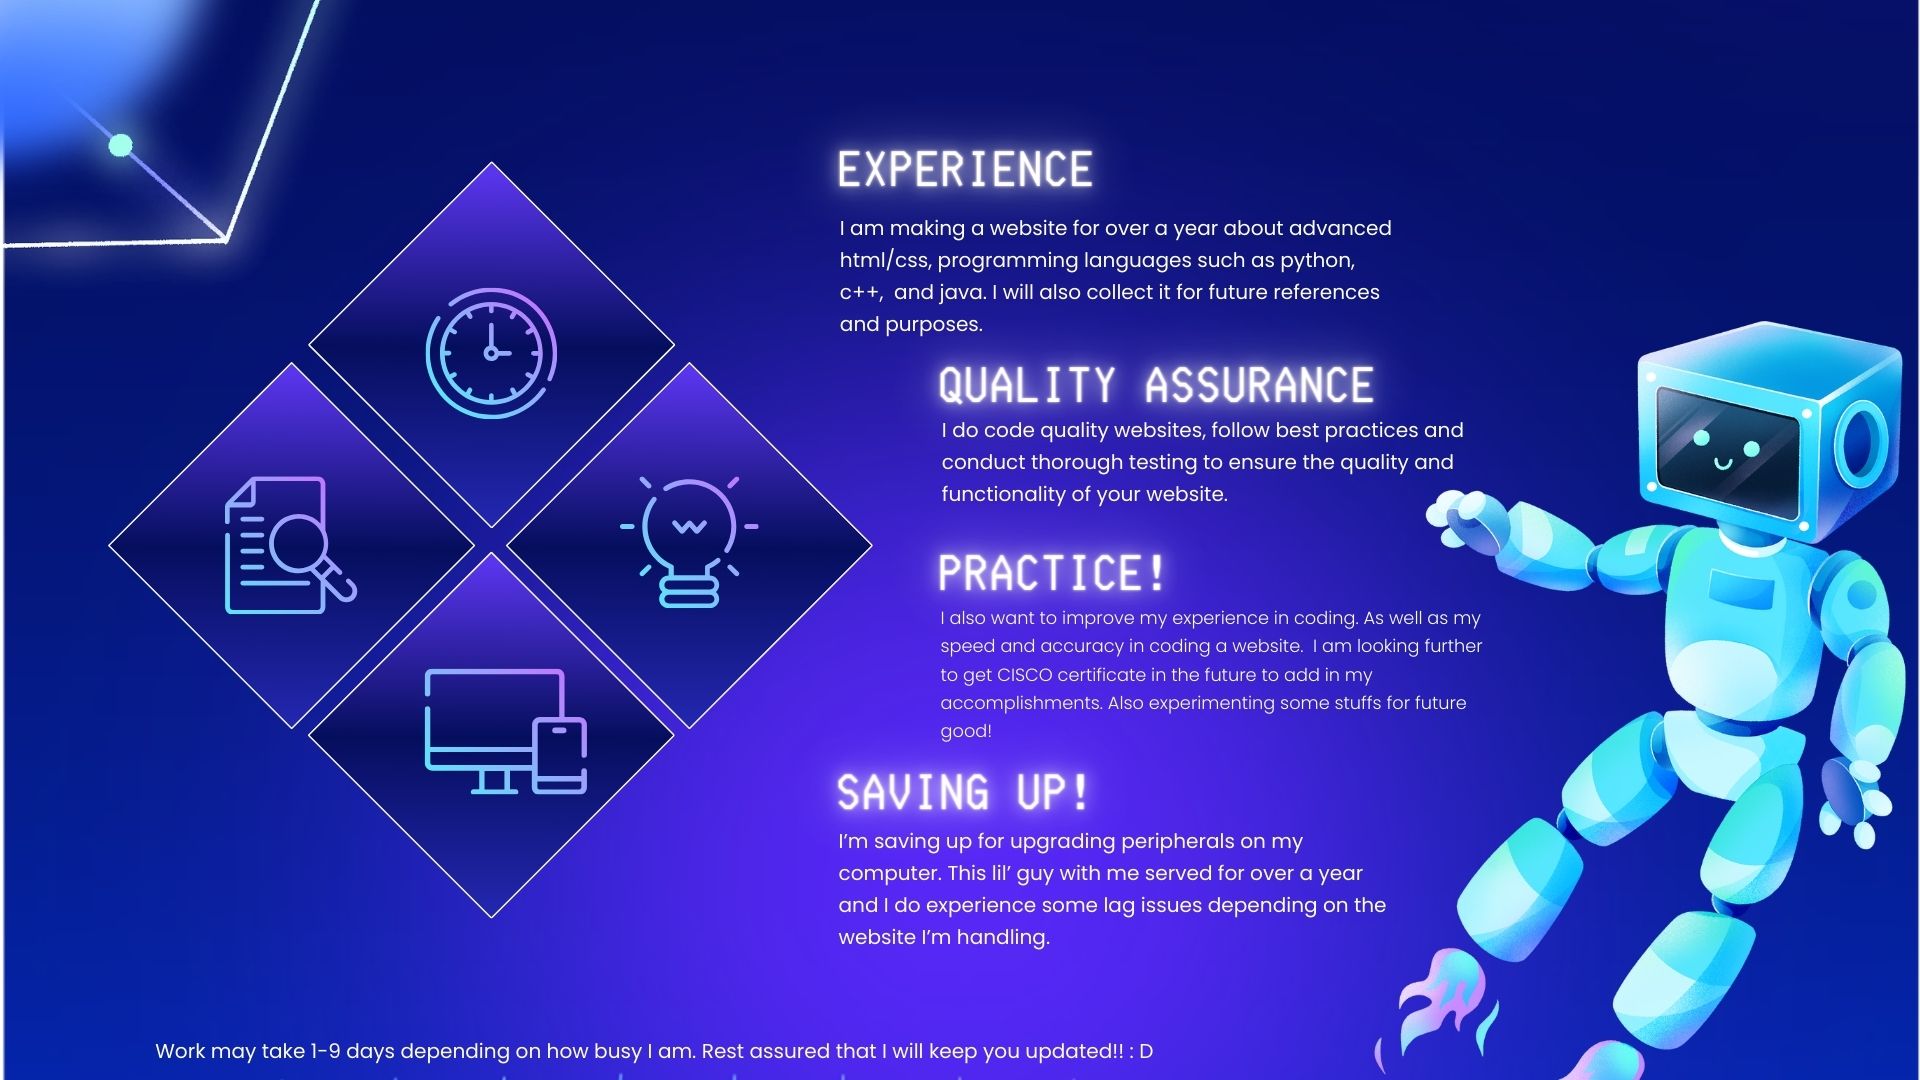 EXPERIENCE
I am making a website for over a year about advanced
html/css, programming languages such as python,
c++,  and java. I will also collect it for future references
and purposes.
QUALITY ASSURANCE
I do code quality websites, follow best practices and
conduct thorough testing to ensure the quality and
functionality of your website.
PRACTICE!
I also want to improve my experience in coding. As well as my
speed and accuracy in coding a website.  I am looking further
to get CISCO certificate in the future to add in my
accomplishments. Also experimenting some stuffs for future
good!
SAVING UP!
I’m saving up for upgrading peripherals on my
computer. This lil’ guy with me served for over a year
and I do experience some lag issues depending on the
website I’m handling.
Work may take 1-9 days depending on how busy I am. Rest assured that I will keep you updated!! : D